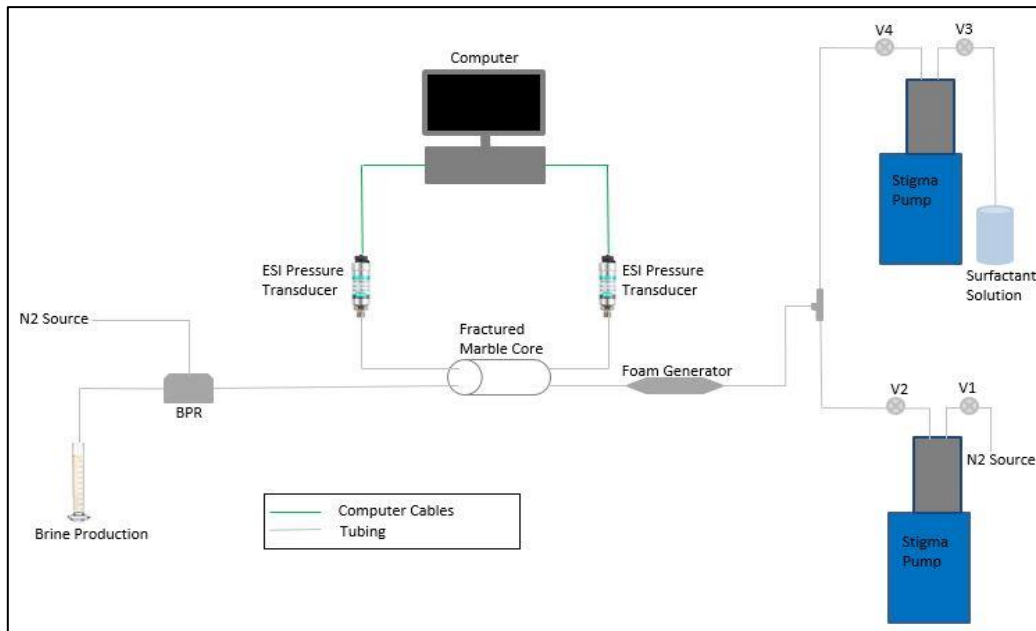 V4
V3
Computer
Stigma
Pump
ESI Pressure
Transducer
ESI Pressure
Transducer
Surfactant
Solution
N2 Source
Fractured
Marble Core
Foam Generator
BPR
V2
V1
N2 Source
Computer Cables
Tubing
Brine Production
Stigma
Pump